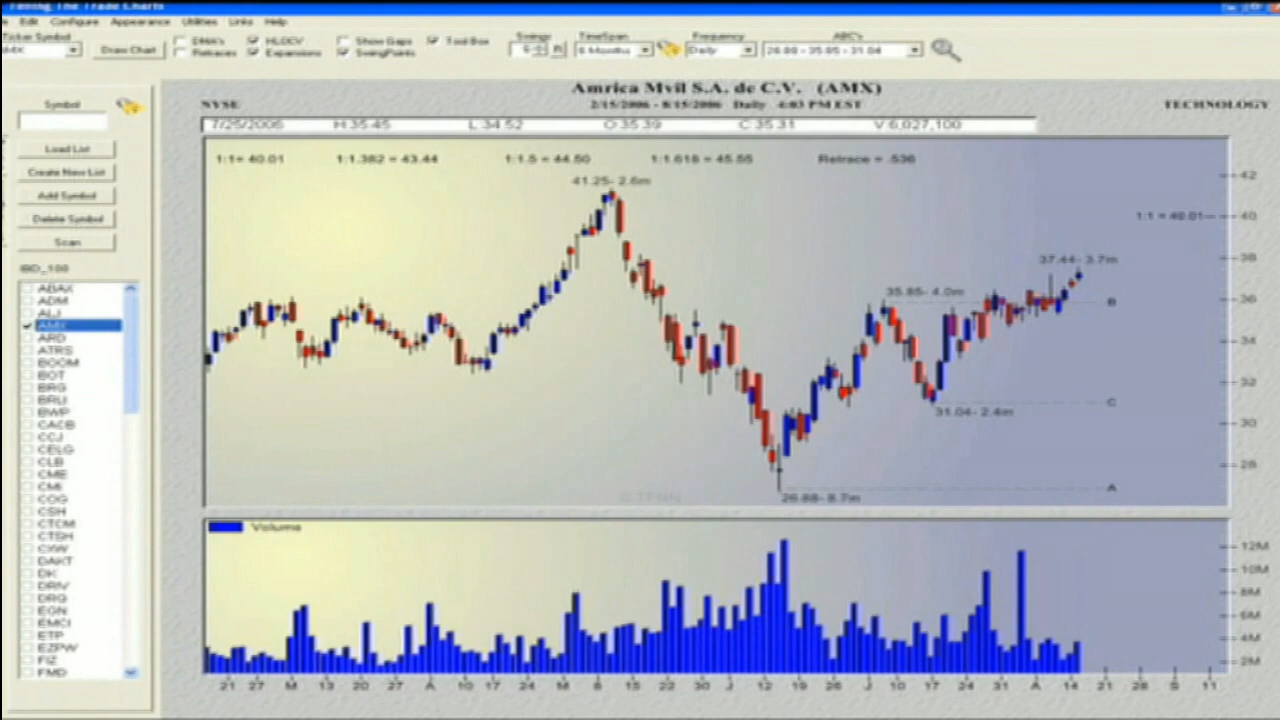 Timing The Trade Charts
Edit Configure Appearance Utilities Links Help
Ticker Symbol
AMX
Draw Chart
DMA's
Retraces
HLOCV
Expansions
Show Gaps
SwingPoints
Tool Box
Swings
TimeSpan
6 Months
Frequency
Daily
ABC's
26.88 - 35.85 - 31.04
Amrica Mvil S.A. de C.V. (AMX)
NYSE
2/15/2006 - 8/15/2006 Daily 4:03 PM EST
TECHNOLOGY
7/25/2006 H:35.45 L:34.52 O:35.39 C:35.31 V:6,027,100
1:1= 40.01 1:1.382 = 43.44 1:1.5 = 44.50 1:1.618 = 45.55 Retrace = .536
Symbol
Load List
Create New List
Add Symbol
Delete Symbol
Scan
IBD_100
ABAX
ADM
ALJ
AMX
ARD
ATRS
BOOM
BOT
BRG
BRLI
BWP
CACB
CCJ
CELG
CLB
CME
CMI
COG
CSH
CTCM
CTSH
CXW
DAKT
DK
DRIV
DRQ
EGN
EMCI
ETP
EZPW
FIZ
FMD
41.25- 2.6m
42
1:1 = 40.01
40
37.44- 3.7m
38
35.85- 4.0m
B
36
34
32
C
31.04- 2.4m
30
28
A
26.88- 8.7m
Volume
12M
10M
8M
6M
4M
2M
21 27 M 13 20 27 A 10 17 24 M 8 15 22 30 J 12 19 26 J 10 17 24 31 A 14 21 28 S 11